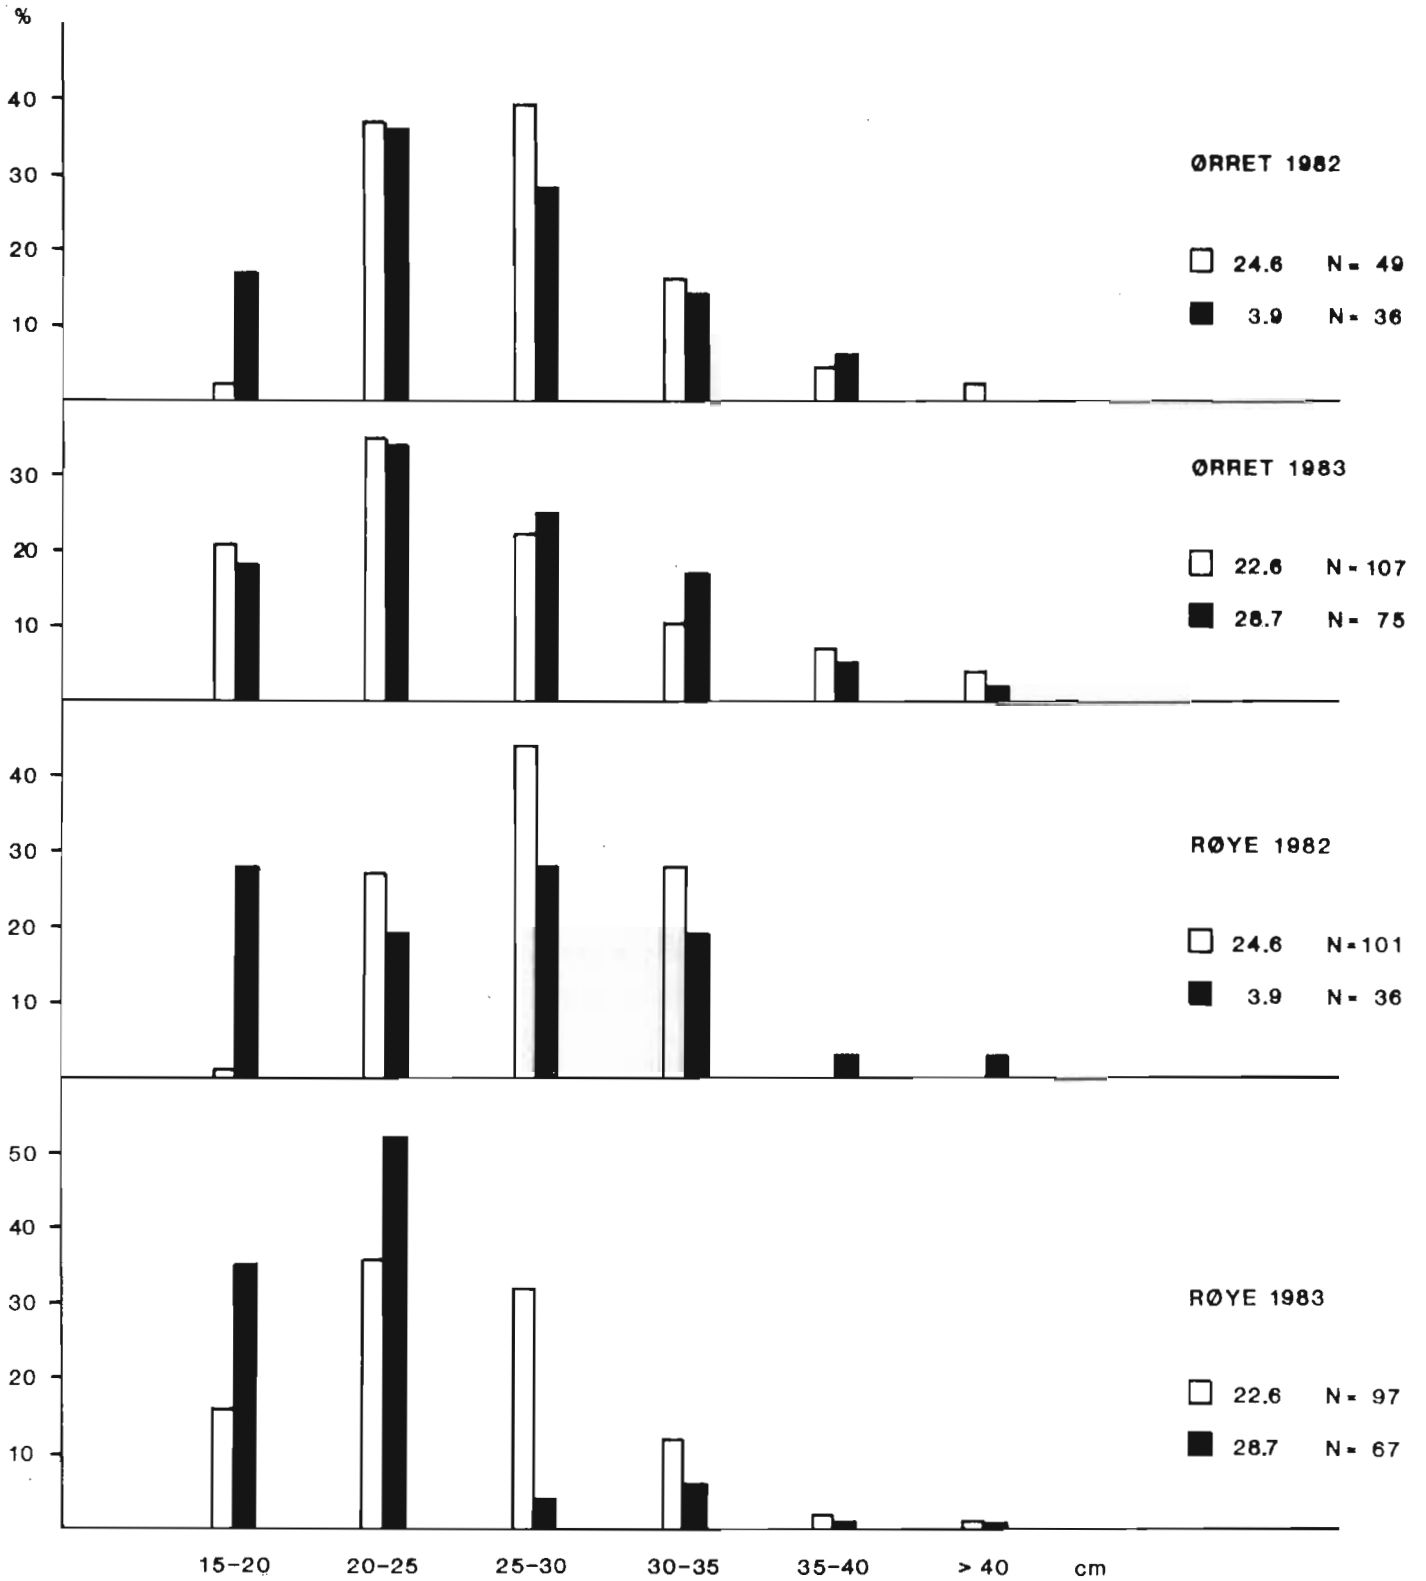 %
40
30
20
10
ØRRET 1982
24.6 N= 49
3.9 N= 36
30
20
10
ØRRET 1983
22.6 N=107
28.7 N= 75
40
30
20
10
RØYE 1982
24.6 N=101
3.9 N= 36
50
40
30
20
10
RØYE 1983
22.6 N= 97
28.7 N= 67
15-20 20-25 25-30 30-35 35-40 >40 cm